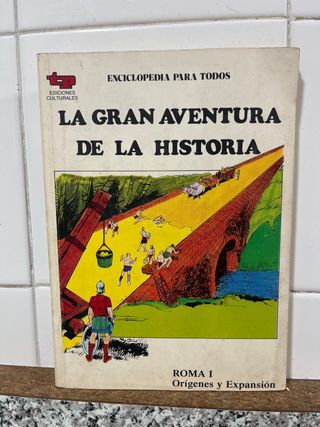 ENCICLOPEDIA PARA TODOS
tp
EDICIONES
CULTURALES
LA GRAN AVENTURA
DE LA HISTORIA
ROMA I
Orígenes y Expansión